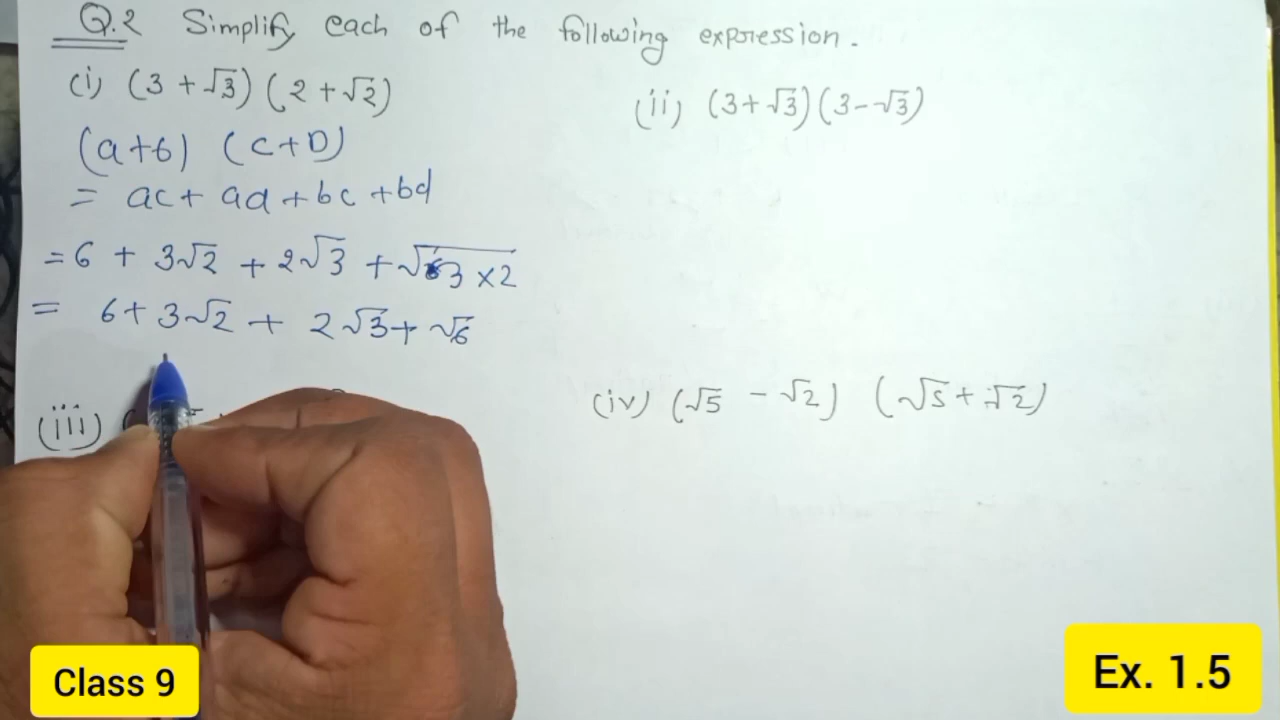 Q.2 Simplify each of the following expression.
(i) (3 + √3) (2 + √2)
(ii) (3 + √3) (3 - √3)
(a+b) (c+D)
= ac + ad + bc + bd
= 6 + 3√2 + 2√3 + √3 × 2
= 6 + 3√2 + 2√3 + √6
(iii) (
(iv) (√5 - √2) (√5 + √2)
Class 9
Ex. 1.5